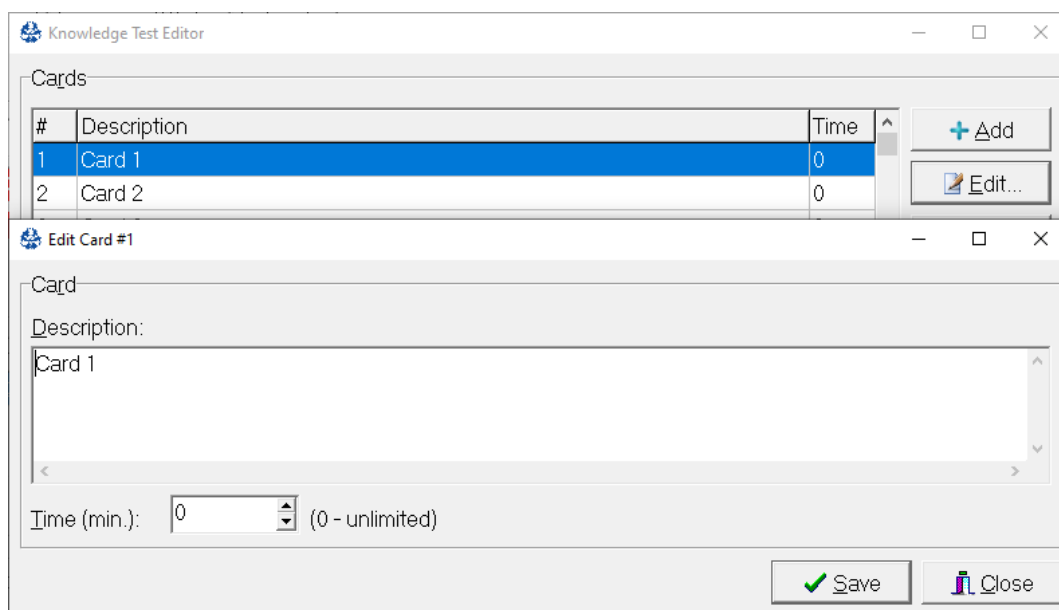 Knowledge Test Editor
Cards
# Description Time
+ Add
1 Card 1 0
2 Card 2 0
Edit...
Edit Card #1
Card
Description:
Card 1
Time (min.): 0 (0 - unlimited)
Save Close